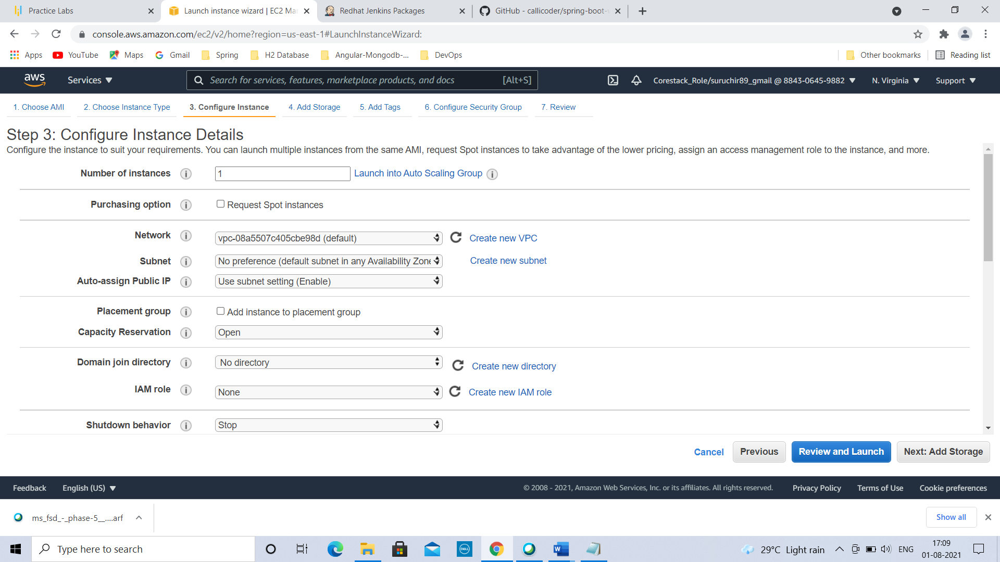 Practice Labs
Launch instance wizard | EC2 Ma
Redhat Jenkins Packages
GitHub - callicoder/spring-boot-
console.aws.amazon.com/ec2/v2/home?region=us-east-1#LaunchInstanceWizard:
Apps
YouTube
Maps
Gmail
Spring
H2 Database
Angular-Mongodb-...
DevOps
Other bookmarks
Reading list
aws
Services
Search for services, features, marketplace products, and docs
[Alt+S]
Corestack_Role/suruchir89_gmail @ 8843-0645-9882
N. Virginia
Support
1. Choose AMI
2. Choose Instance Type
3. Configure Instance
4. Add Storage
5. Add Tags
6. Configure Security Group
7. Review
Step 3: Configure Instance Details
Configure the instance to suit your requirements. You can launch multiple instances from the same AMI, request Spot instances to take advantage of the lower pricing, assign an access management role to the instance, and more.
Number of instances
1
Launch into Auto Scaling Group
Purchasing option
Request Spot instances
Network
vpc-08a5507c405cbe98d (default)
Create new VPC
Subnet
No preference (default subnet in any Availability Zone
Create new subnet
Auto-assign Public IP
Use subnet setting (Enable)
Placement group
Add instance to placement group
Capacity Reservation
Open
Domain join directory
No directory
Create new directory
IAM role
None
Create new IAM role
Shutdown behavior
Stop
Cancel
Previous
Review and Launch
Next: Add Storage
Feedback
English (US)
© 2008 - 2021, Amazon Web Services, Inc. or its affiliates. All rights reserved.
Privacy Policy
Terms of Use
Cookie preferences
ms_fsd_-_phase-5__....arf
Show all
Type here to search
DELL
W
29°C Light rain
ENG
17:09
01-08-2021